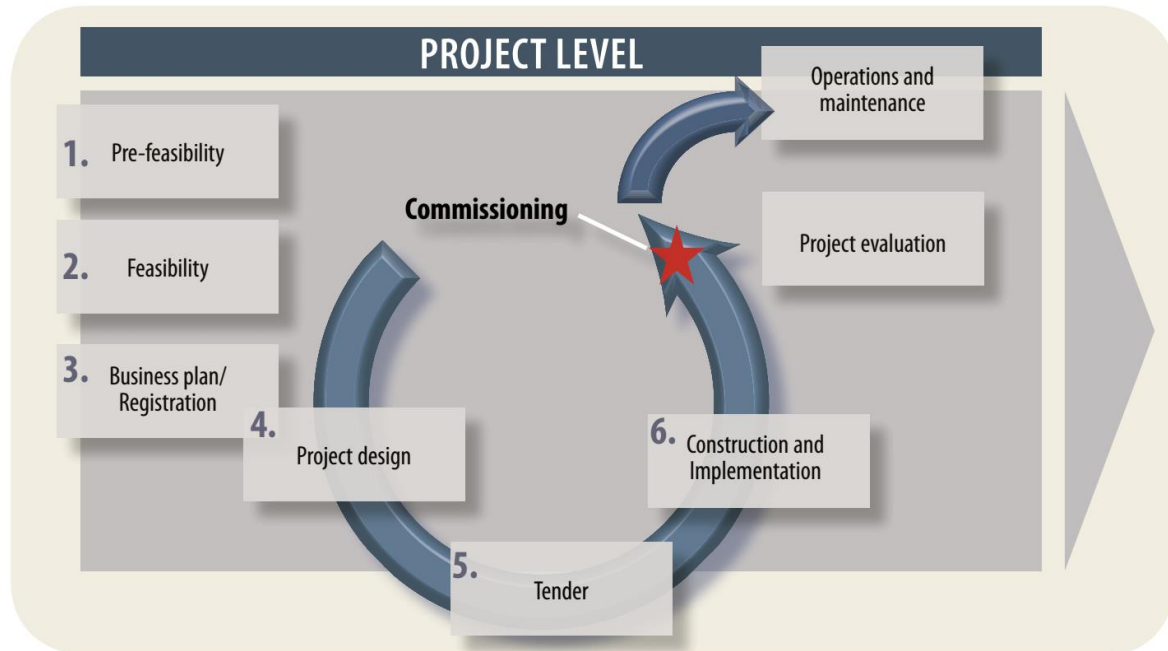 PROJECT LEVEL
1. Pre-feasibility
2. Feasibility
3. Business plan/
Registration
4. Project design
5. Tender
6. Construction and
Implementation
Commissioning
Operations and
maintenance
Project evaluation